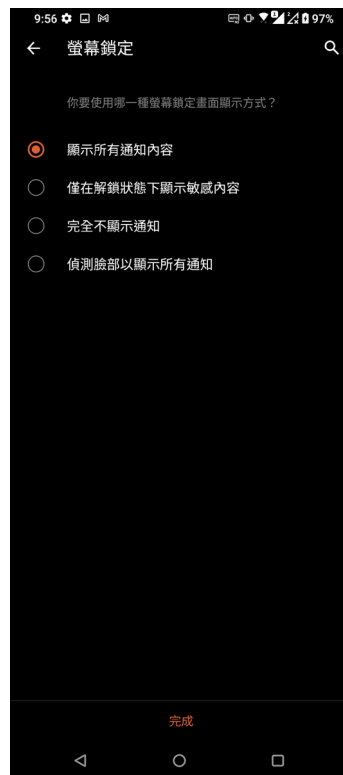 9:56 97%
螢幕鎖定
你要使用哪一種螢幕鎖定畫面顯示方式？
顯示所有通知內容
僅在解鎖狀態下顯示敏感內容
完全不顯示通知
偵測臉部以顯示所有通知
完成